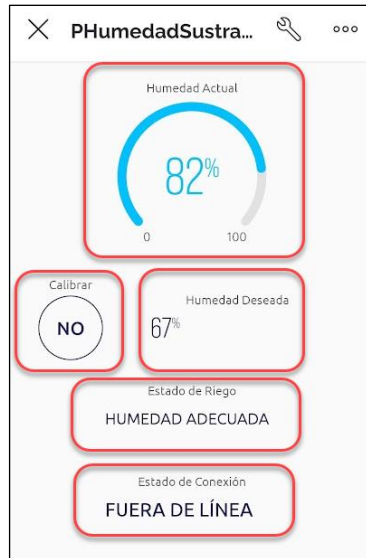 PHumedadSustra...
Humedad Actual
82%
0 100
Calibrar
NO
Humedad Deseada
67%
Estado de Riego
HUMEDAD ADECUADA
Estado de Conexión
FUERA DE LÍNEA